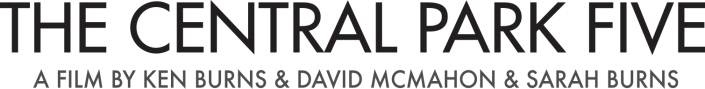 THE CENTRAL PARK FIVE
A FILM BY KEN BURNS & DAVID MCMAHON & SARAH BURNS